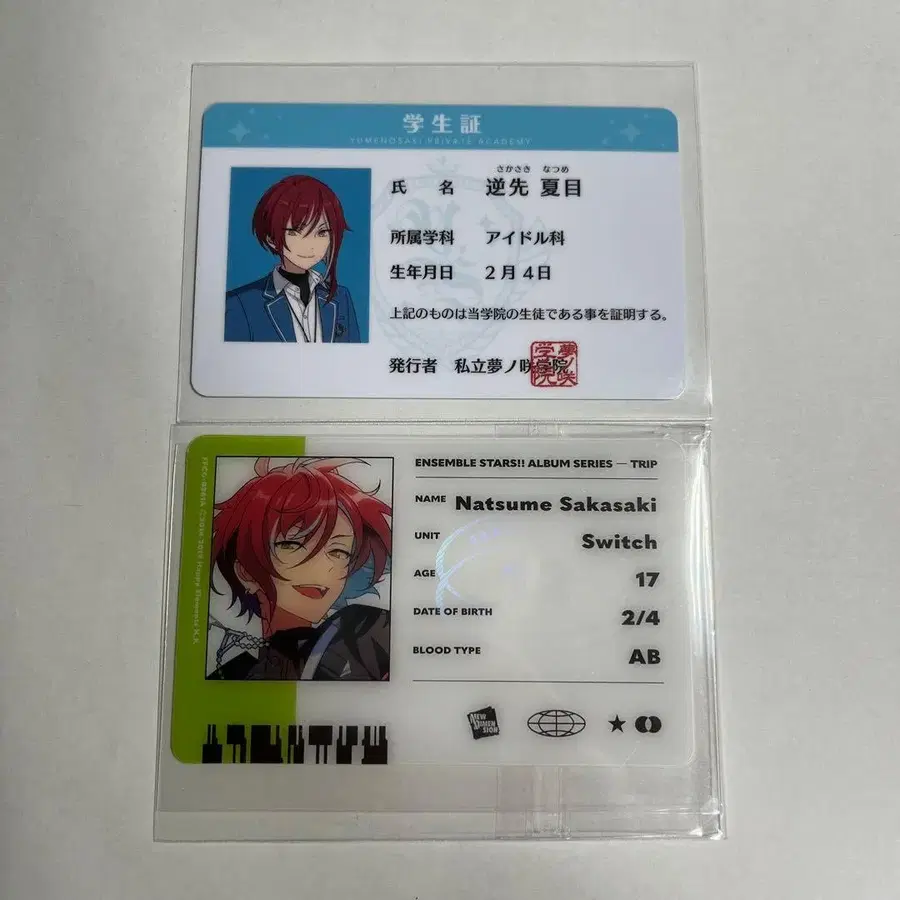 学生証
YUMENOSAKI PRIVATE ACADEMY
さかさき なつめ
氏 名 逆先 夏目
所属学科 アイドル科
生年月日 2月4日
上記のものは当学院の生徒である事を証明する。
発行者 私立夢ノ咲学院
夢ノ咲学院
ENSEMBLE STARS!! ALBUM SERIES — TRIP
NAME Natsume Sakasaki
UNIT Switch
AGE 17
DATE OF BIRTH 2/4
BLOOD TYPE AB
NEW DIMENSION